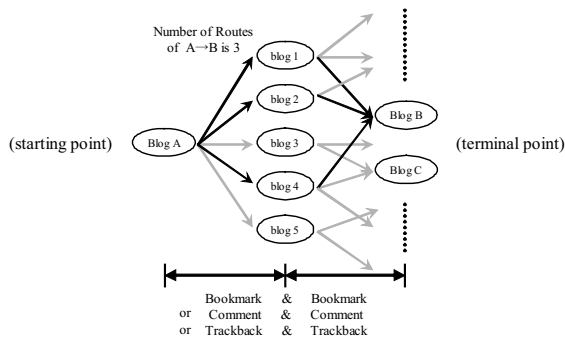 Number of Routes
of A→B is 3
blog 1
blog 2
Blog B
(starting point)
Blog A
blog 3
(terminal point)
Blog C
blog 4
blog 5
Bookmark & Bookmark
or Comment & Comment
or Trackback & Trackback